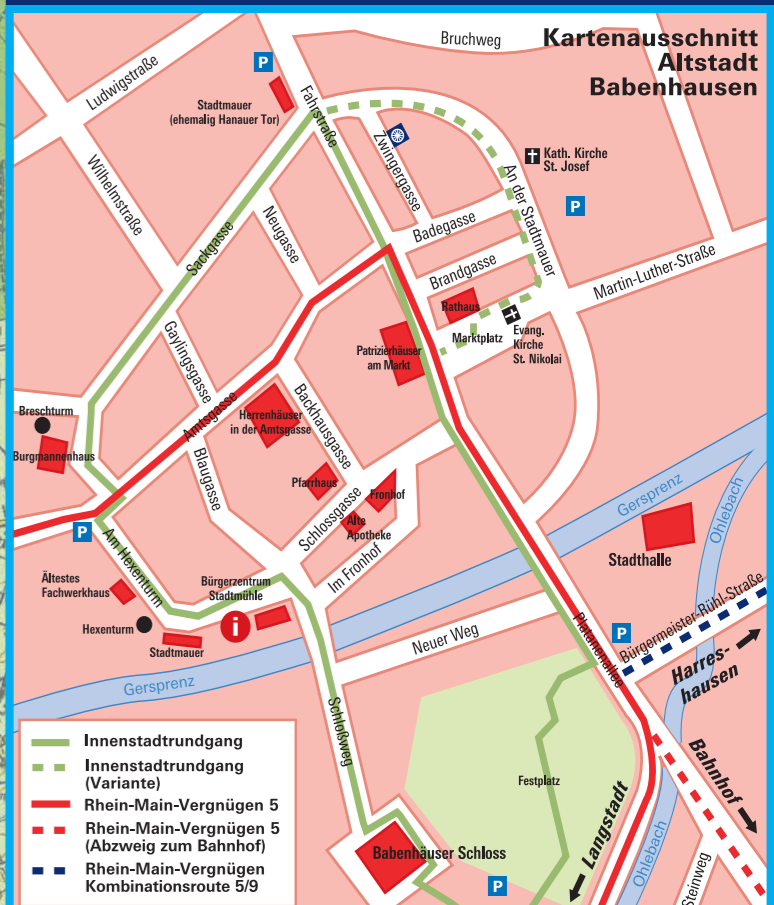 Kartenausschnitt
Altstadt
Babenhausen
Bruchweg
Ludwigstraße
P
Stadtmauer
(ehemalig Hanauer Tor)
Fahrstraße
Zwingergasse
Kath. Kirche
St. Josef
P
An der Stadtmauer
Wilhelmstraße
Neugasse
Sackgasse
Badegasse
Brandgasse
Martin-Luther-Straße
Rathaus
Marktplatz
Evang.
Kirche
St. Nikolai
Patrizierhäuser
am Markt
Gaylingsgasse
Amtsgasse
Herrenhäuser
in der Amtsgasse
Backhausgasse
Breschturm
Burgmannenhaus
Blaugasse
Pfarrhaus
Schlossgasse
Fronhof
Alte
Apotheke
Im Fronhof
P
Am Hexenturm
Gersprenz
Ohlebach
Stadthalle
Ältestes
Fachwerkhaus
Bürgerzentrum
Stadtmühle
Hexenturm
i
Stadtmauer
Neuer Weg
Platanenallee
P
Bürgermeister-Rühl-Straße
Harres-
hausen
Gersprenz
Schloßweg
Bahnhof
Festplatz
Langstadt
Ohlebach
Steinweg
Babenhäuser Schloss
P
Innenstadtrundgang
Innenstadtrundgang
(Variante)
Rhein-Main-Vergnügen 5
Rhein-Main-Vergnügen 5
(Abzweig zum Bahnhof)
Rhein-Main-Vergnügen
Kombinationsroute 5/9